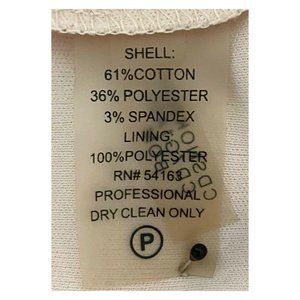 SHELL:
61%COTTON
36% POLYESTER
3% SPANDEX
LINING:
100%POLYESTER
RN# 54163
PROFESSIONAL
DRY CLEAN ONLY
P